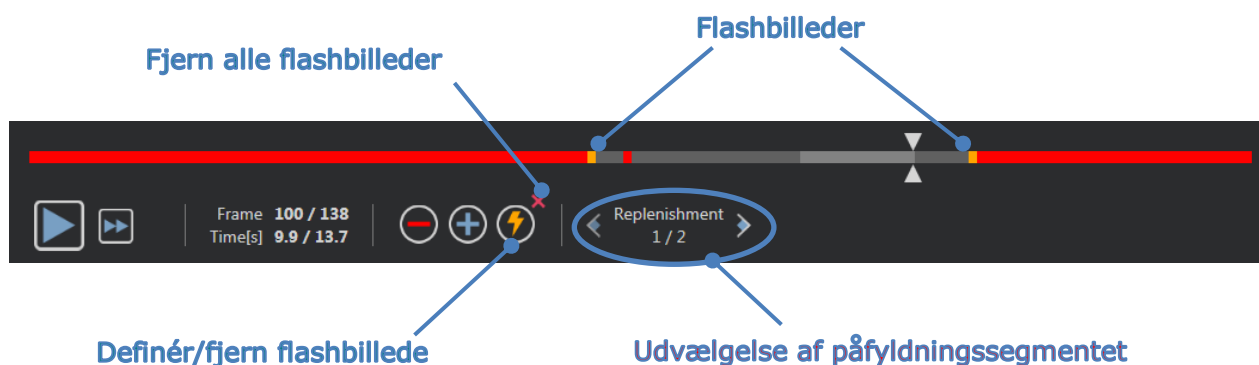 Flashbilleder
Fjern alle flashbilleder
Frame 100 / 138
Time[s] 9.9 / 13.7
Replenishment
1 / 2
Definér/fjern flashbillede
Udvælgelse af påfyldningssegmentet